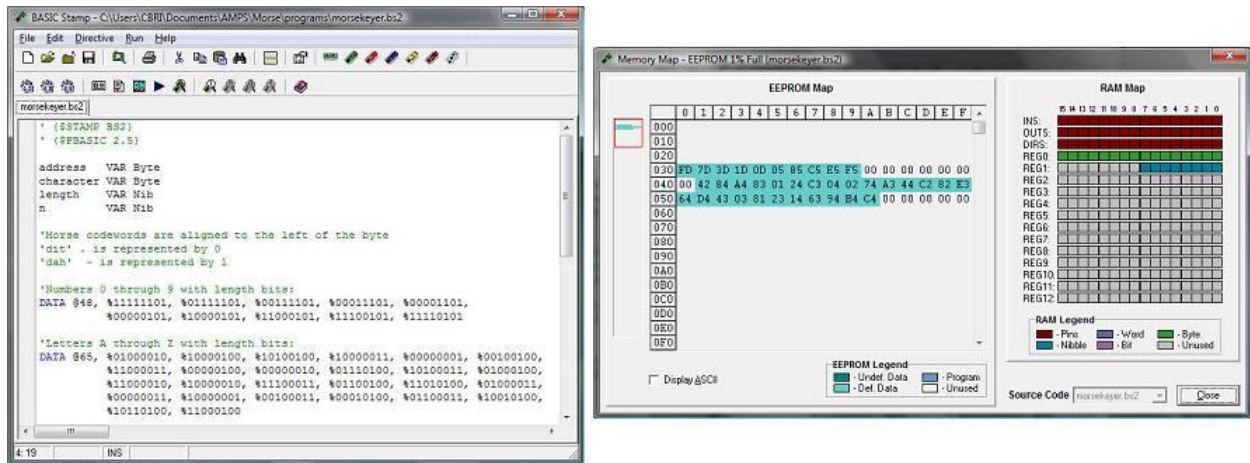 BASIC Stamp - C:\Users\CBRI\Documents\AMPS\Morse\programs\morsekeyer.bs2
File Edit Directive Run Help
morsekeyer.bs2
' {$STAMP BS2}
' {$PBASIC 2.5}
address VAR Byte
character VAR Byte
length VAR Nib
n VAR Nib
'Morse codewords are aligned to the left of the byte
'dit' . is represented by 0
'dah' - is represented by 1
'Numbers 0 through 9 with length bits:
DATA @48, %11111101, %01111101, %00111101, %00011101, %00001101,
%00000101, %10000101, %11000101, %11100101, %11110101
'Letters A through Z with length bits:
DATA @65, %01000010, %10000100, %10100100, %10000011, %00000001, %00100100,
%11000011, %00000100, %00000010, %01110100, %10100011, %01000100,
%11000010, %10000010, %11100011, %01100100, %11010100, %01000011,
%00000011, %10000001, %00100011, %00010100, %01100011, %10010100,
%10110100, %11000100
4: 19 INS
Memory Map - EEPROM 1% Full (morsekeyer.bs2)
EEPROM Map
0 1 2 3 4 5 6 7 8 9 A B C D E F
000
010
020
030 FD 7D 3D 1D 0D 05 85 C5 E5 F5 00 00 00 00 00 00
040 00 42 84 A4 83 01 24 C3 04 02 74 A3 44 C2 82 E3
050 64 D4 43 03 81 23 14 63 94 B4 C4 00 00 00 00 00
060
070
080
090
0A0
0B0
0C0
0D0
0E0
0F0
Display ASCII
EEPROM Legend
- Undef. Data - Program
- Def. Data - Unused
RAM Map
15 14 13 12 11 10 9 8 7 6 5 4 3 2 1 0
INS:
OUTS:
DIRS:
REG0:
REG1:
REG2:
REG3:
REG4:
REG5:
REG6:
REG7:
REG8:
REG9:
REG10:
REG11:
REG12:
RAM Legend
- Pins - Word - Byte
- Nibble - Bit - Unused
Source Code morsekeyer.bs2 Close